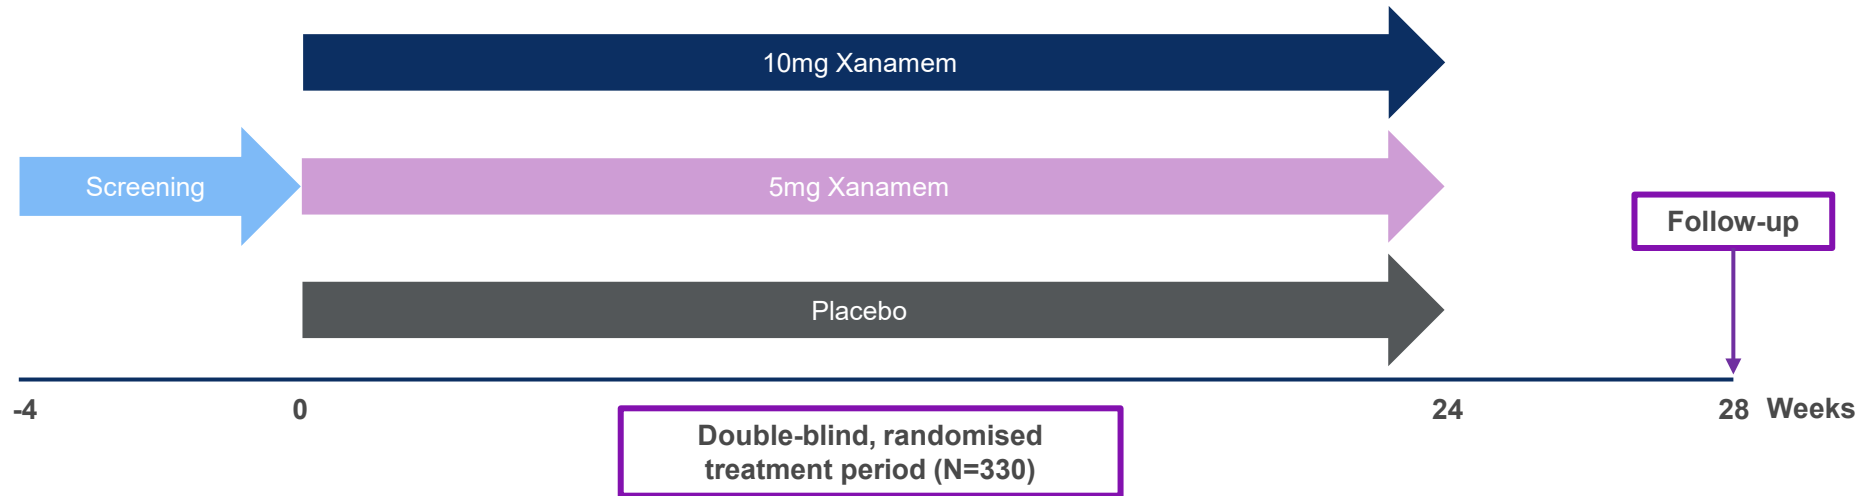 10mg Xanamem
Screening
5mg Xanamem
Follow-up
Placebo
-4 0 24 28 Weeks
Double-blind, randomised
treatment period (N=330)